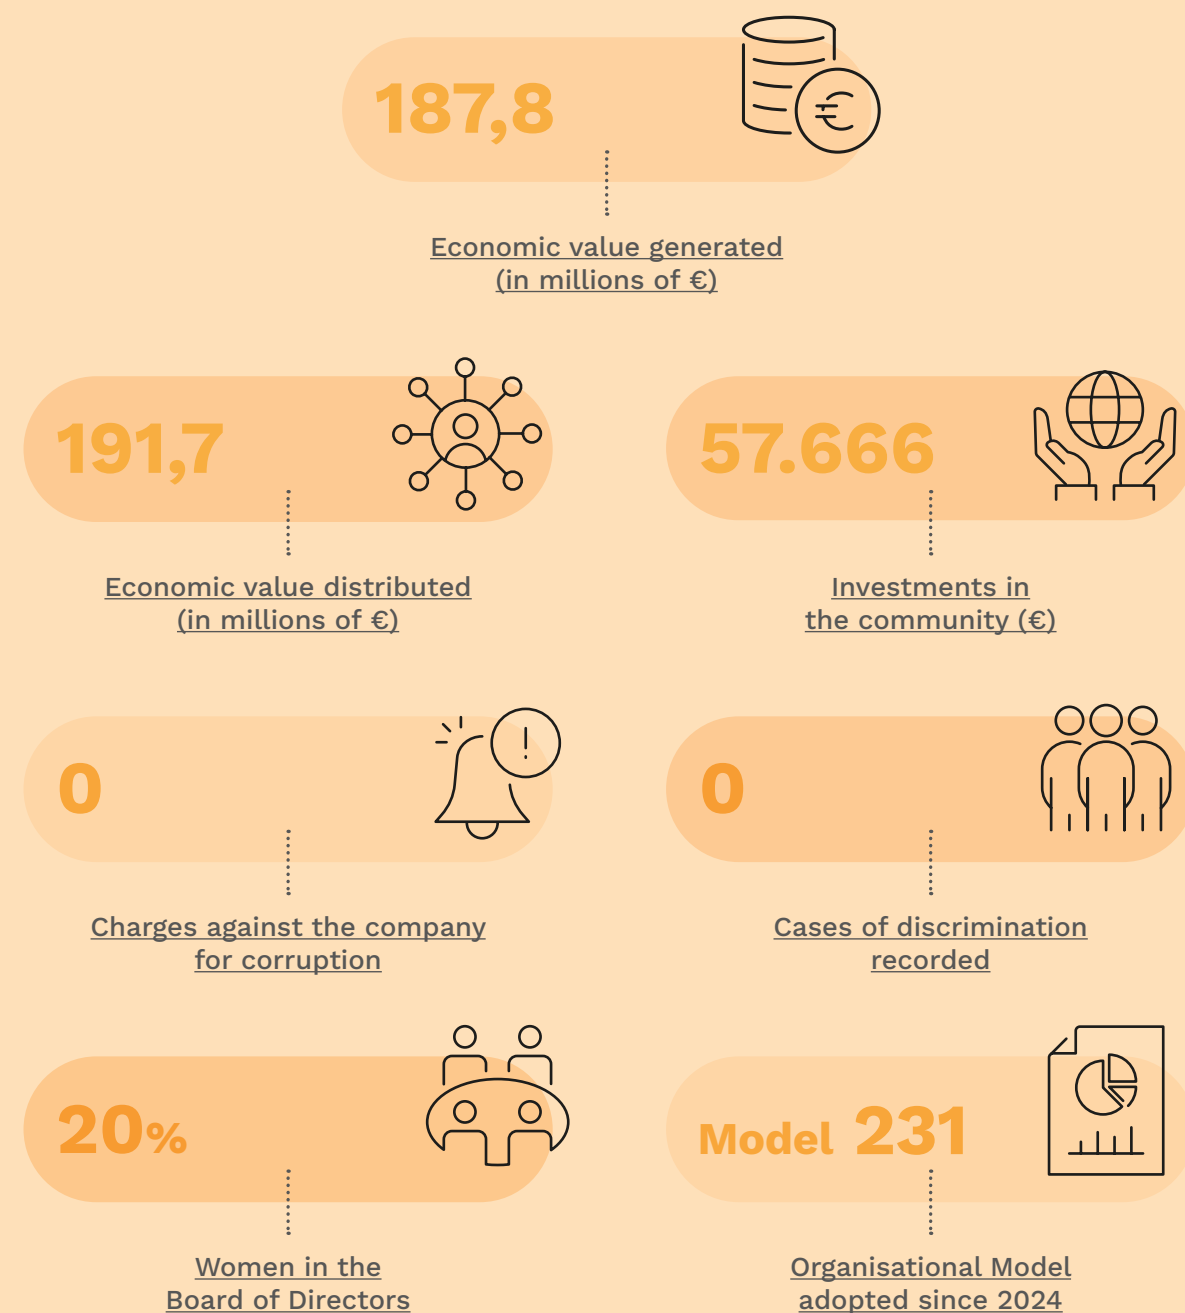 187,8
Economic value generated
(in millions of €)
191,7
Economic value distributed
(in millions of €)
57.666
Investments in
the community (€)
0
Charges against the company
for corruption
0
Cases of discrimination
recorded
20%
Women in the
Board of Directors
Model 231
Organisational Model
adopted since 2024